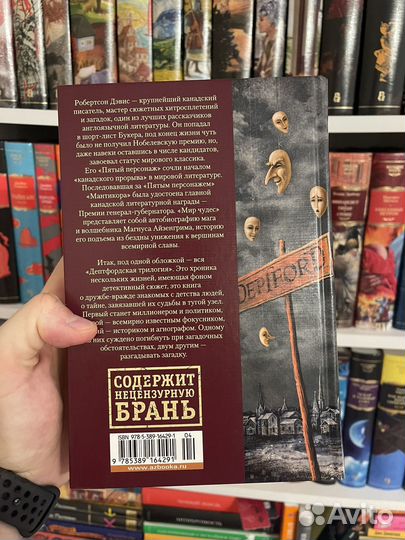 Робертсон Дэвис — крупнейший канадский
писатель, мастер сюжетных хитросплетений
и загадок, один из лучших рассказчиков
англоязычной литературы. Он попадал
в шорт-лист Букера, под конец жизни чуть
было не получил Нобелевскую премию, но,
даже навеки оставшись в числе кандидатов,
завоевал статус мирового классика.
Его «Пятый персонаж» сочли началом
«канадского прорыва» в мировой литературе.
Последовавшая за «Пятым персонажем»
«Мантикора» была удостоена главной
канадской литературной награды —
Премии генерал-губернатора. «Мир чудес»
представляет собой автобиографию мага
и волшебника Магнуса Айзенгрима, историю
его подъема из бездны унижения к вершинам
всемирной славы.
Итак, под одной обложкой — вся
«Дептфордская трилогия». Это хроника
нескольких жизней, имеющая фоном
детективный сюжет, это книга
о дружбе-вражде знакомых с детства людей,
о тайне, завязавшей их судьбы в тугой узел.
Первый станет миллионером и политиком,
ой — всемирно известным фокусником,
й — историком и агиографом. Одному
них суждено погибнуть при загадочных
обстоятельствах, двум другим —
разгадывать загадку.
DEPTFORD
СОДЕРЖИТ
НЕЦЕНЗУРНУЮ
БРАНЬ
ISBN 978-5-389-16429-1
04
9 785389 164291
www.azbooka.ru
Avito